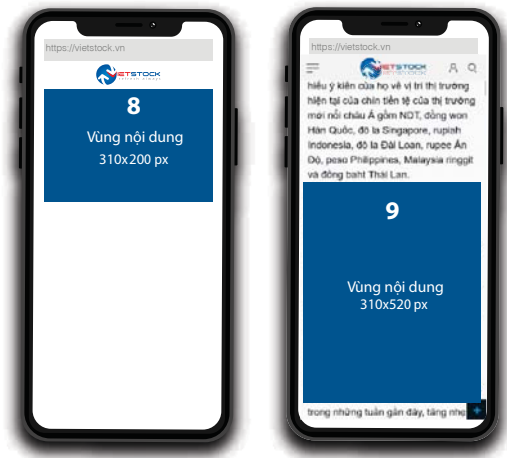 https://vietstock.vn
VIETSTOCK
8
Vùng nội dung
310x200 px
https://vietstock.vn
VIETSTOCK
hiểu ý kiến của họ về vị trí thị trường
hiện tại của chín tiền tệ của thị trường
mới nổi châu Á gồm NDT, đồng won
Hàn Quốc, đô la Singapore, rupiah
Indonesia, đô la Đài Loan, rupee Ấn
Độ, peso Philippines, Malaysia ringgit
và đồng baht Thái Lan.
9
Vùng nội dung
310x520 px
trong những tuần gần đây, tăng nhẹ